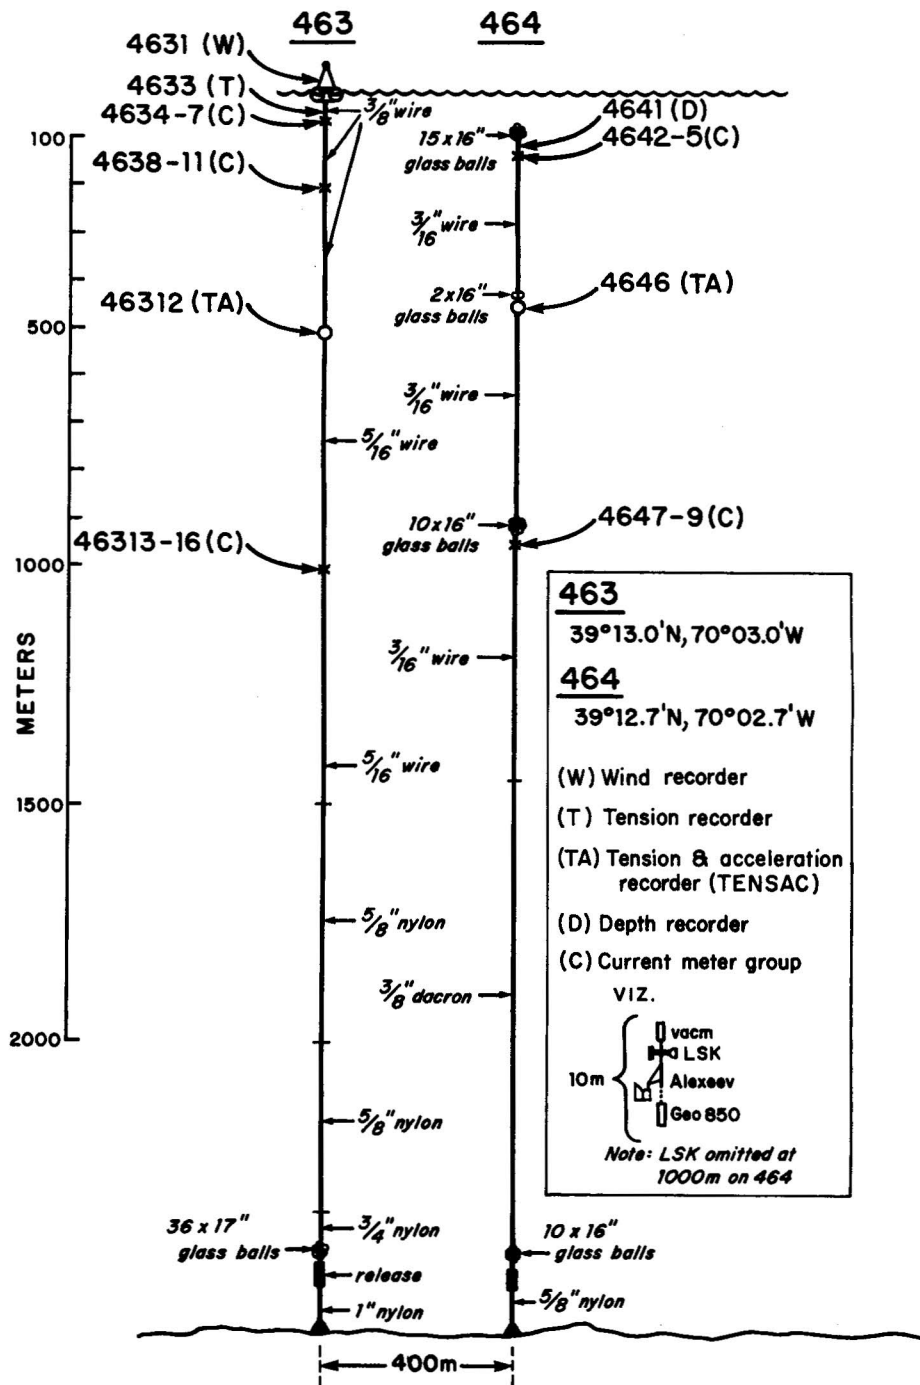 463
464
4631 (W)
4633 (T)
3/8" wire
4634-7 (C)
4641 (D)
4642-5 (C)
100
15 x 16"
glass balls
4638-11 (C)
3/16" wire
46312 (TA)
2 x 16"
glass balls
4646 (TA)
500
3/16" wire
5/16" wire
10 x 16"
glass balls
4647-9 (C)
46313-16 (C)
1000
METERS
3/16" wire
5/16" wire
1500
5/8" nylon
3/8" dacron
2000
5/8" nylon
36 x 17"
glass balls
3/4" nylon
10 x 16"
glass balls
release
1" nylon
5/8" nylon
400m
463
39°13.0'N, 70°03.0'W
464
39°12.7'N, 70°02.7'W
(W) Wind recorder
(T) Tension recorder
(TA) Tension & acceleration
recorder (TENSAC)
(D) Depth recorder
(C) Current meter group
VIZ.
vacm
LSK
10m
Alexeev
Geo 850
Note: LSK omitted at
1000m on 464